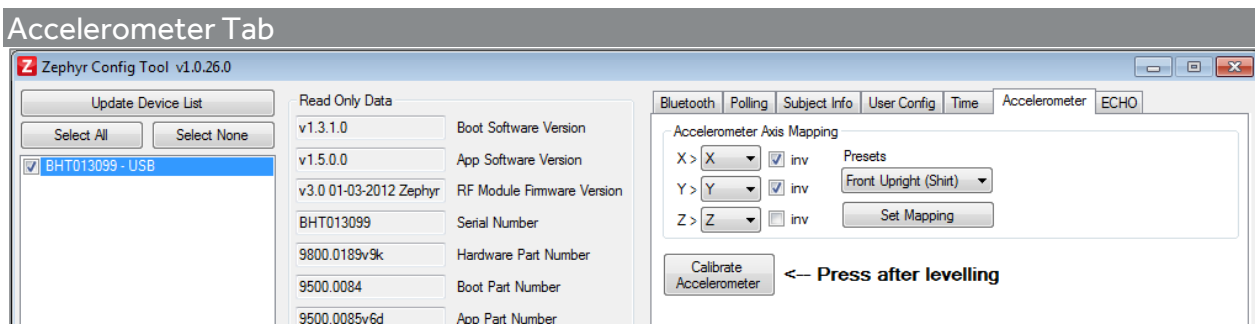 Accelerometer Tab
Zephyr Config Tool v1.0.26.0
Update Device List
Select All Select None
BHT013099 - USB
Read Only Data
v1.3.1.0 Boot Software Version
v1.5.0.0 App Software Version
v3.0 01-03-2012 Zephyr RF Module Firmware Version
BHT013099 Serial Number
9800.0189v9k Hardware Part Number
9500.0084 Boot Part Number
9500.0085v6d App Part Number
Bluetooth Polling Subject Info User Config Time Accelerometer ECHO
Accelerometer Axis Mapping
X > X inv
Y > Y inv
Z > Z inv
Presets
Front Upright (Shirt)
Set Mapping
Calibrate
Accelerometer
<-- Press after levelling